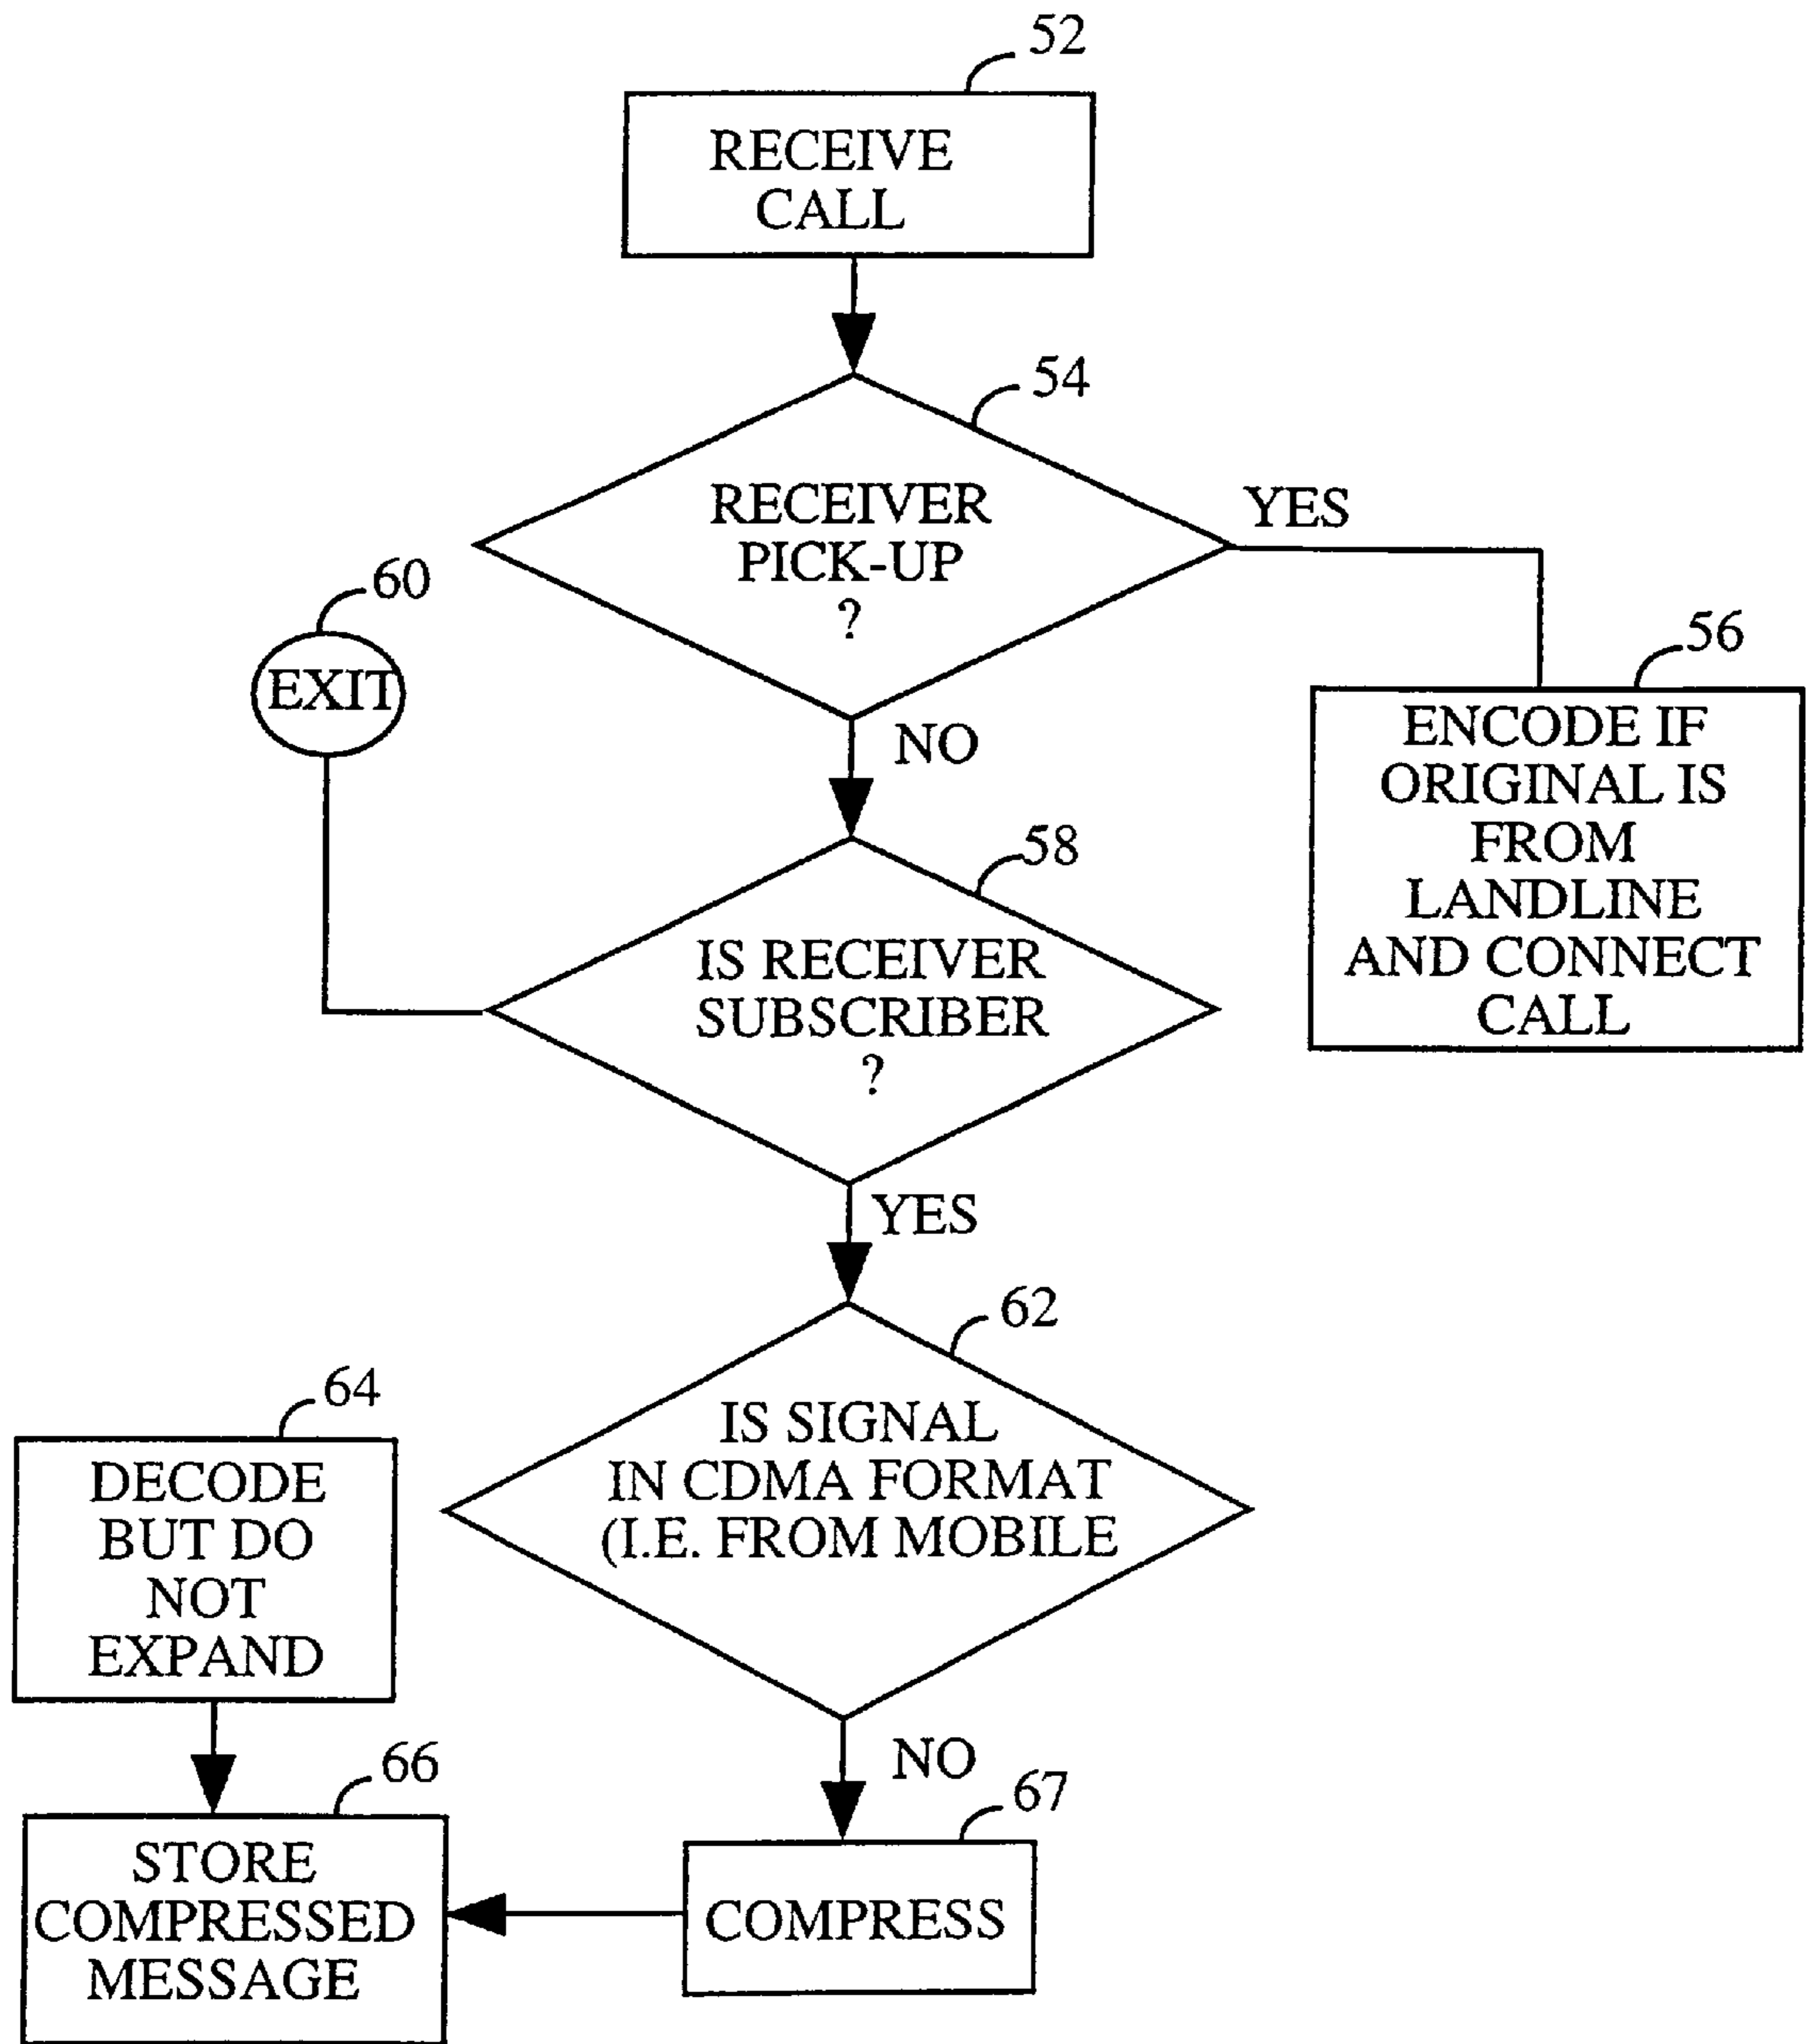 52
RECEIVE
CALL
54
RECEIVER
PICK-UP
?
YES
60
EXIT
NO
56
ENCODE IF
ORIGINAL IS
FROM
LANDLINE
AND CONNECT
CALL
58
IS RECEIVER
SUBSCRIBER
?
YES
62
IS SIGNAL
IN CDMA FORMAT
(I.E. FROM MOBILE
64
DECODE
BUT DO
NOT
EXPAND
NO
66
STORE
COMPRESSED
MESSAGE
67
COMPRESS